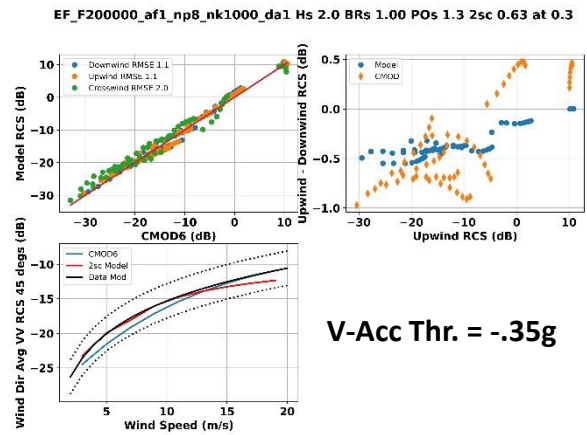 EF_F200000_af1_np8_nk1000_da1 Hs 2.0 BRs 1.00 POs 1.3 2sc 0.63 at 0.3
Model RCS (dB)
10
0
−10
−20
−30
Downwind RMSE 1.1
Upwind RMSE 1.1
Crosswind RMSE 2.0
−30 −20 −10 0 10
CMOD6 (dB)
Upwind - Downwind RCS (dB)
0.5
0.0
−0.5
−1.0
Model
CMOD
−30 −20 −10 0 10
Upwind RCS (dB)
Wind Dir Avg VV RCS 45 degs (dB)
−10
−15
−20
−25
CMOD6
2sc Model
Data Mod
5 10 15 20
Wind Speed (m/s)
V-Acc Thr. = -.35g